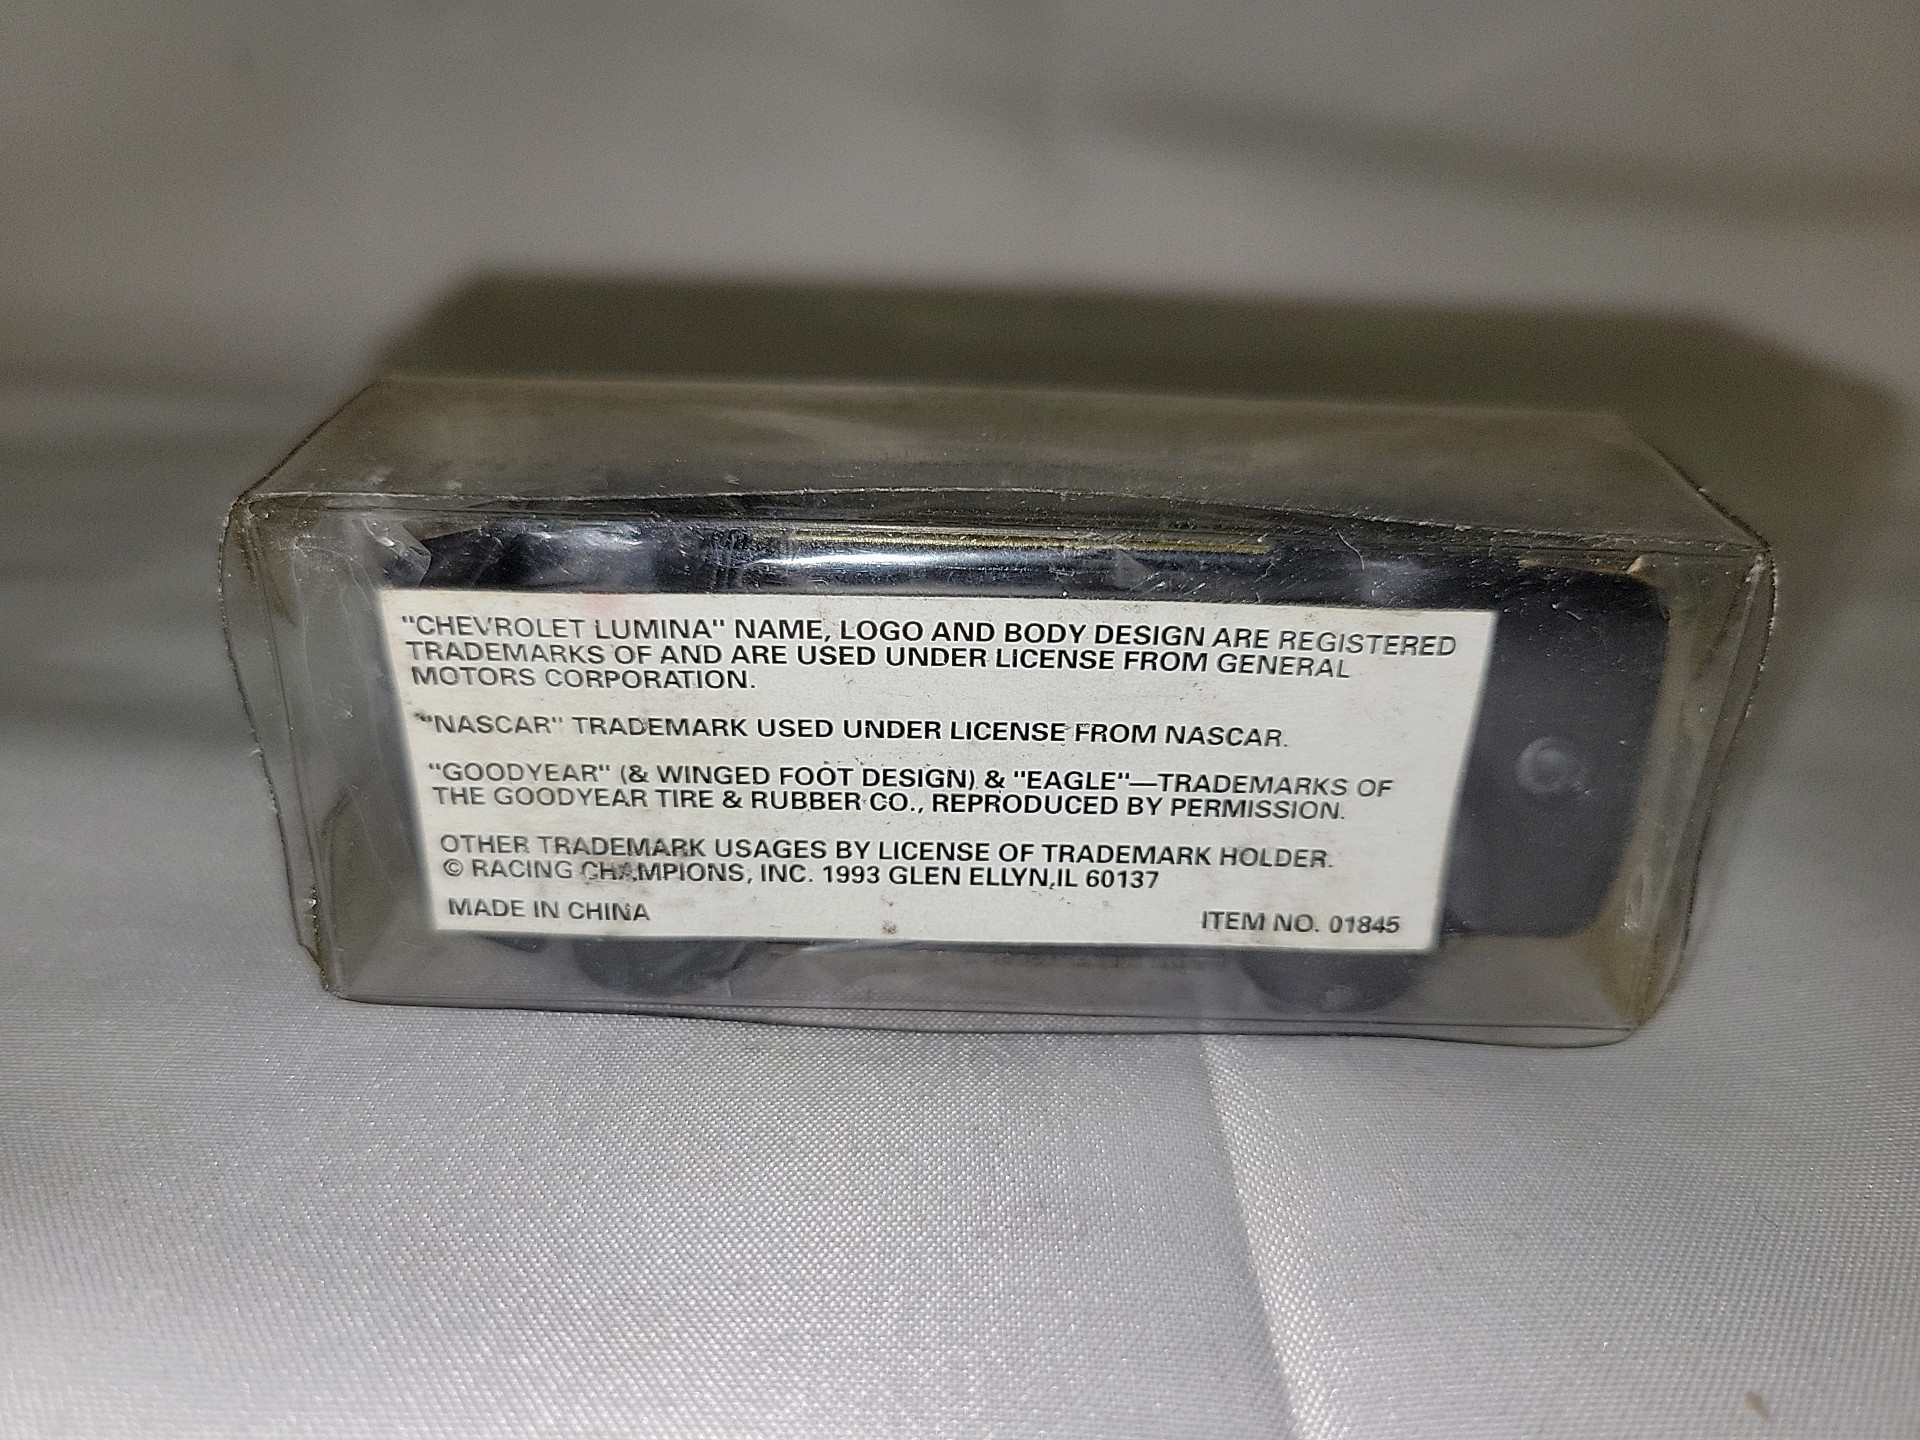 "CHEVROLET LUMINA" NAME, LOGO AND BODY DESIGN ARE REGISTERED
TRADEMARKS OF AND ARE USED UNDER LICENSE FROM GENERAL
MOTORS CORPORATION.
"NASCAR" TRADEMARK USED UNDER LICENSE FROM NASCAR.
"GOODYEAR" (& WINGED FOOT DESIGN) & "EAGLE"—TRADEMARKS OF
THE GOODYEAR TIRE & RUBBER CO., REPRODUCED BY PERMISSION.
OTHER TRADEMARK USAGES BY LICENSE OF TRADEMARK HOLDER.
© RACING CHAMPIONS, INC. 1993 GLEN ELLYN,IL 60137
MADE IN CHINA
ITEM NO. 01845